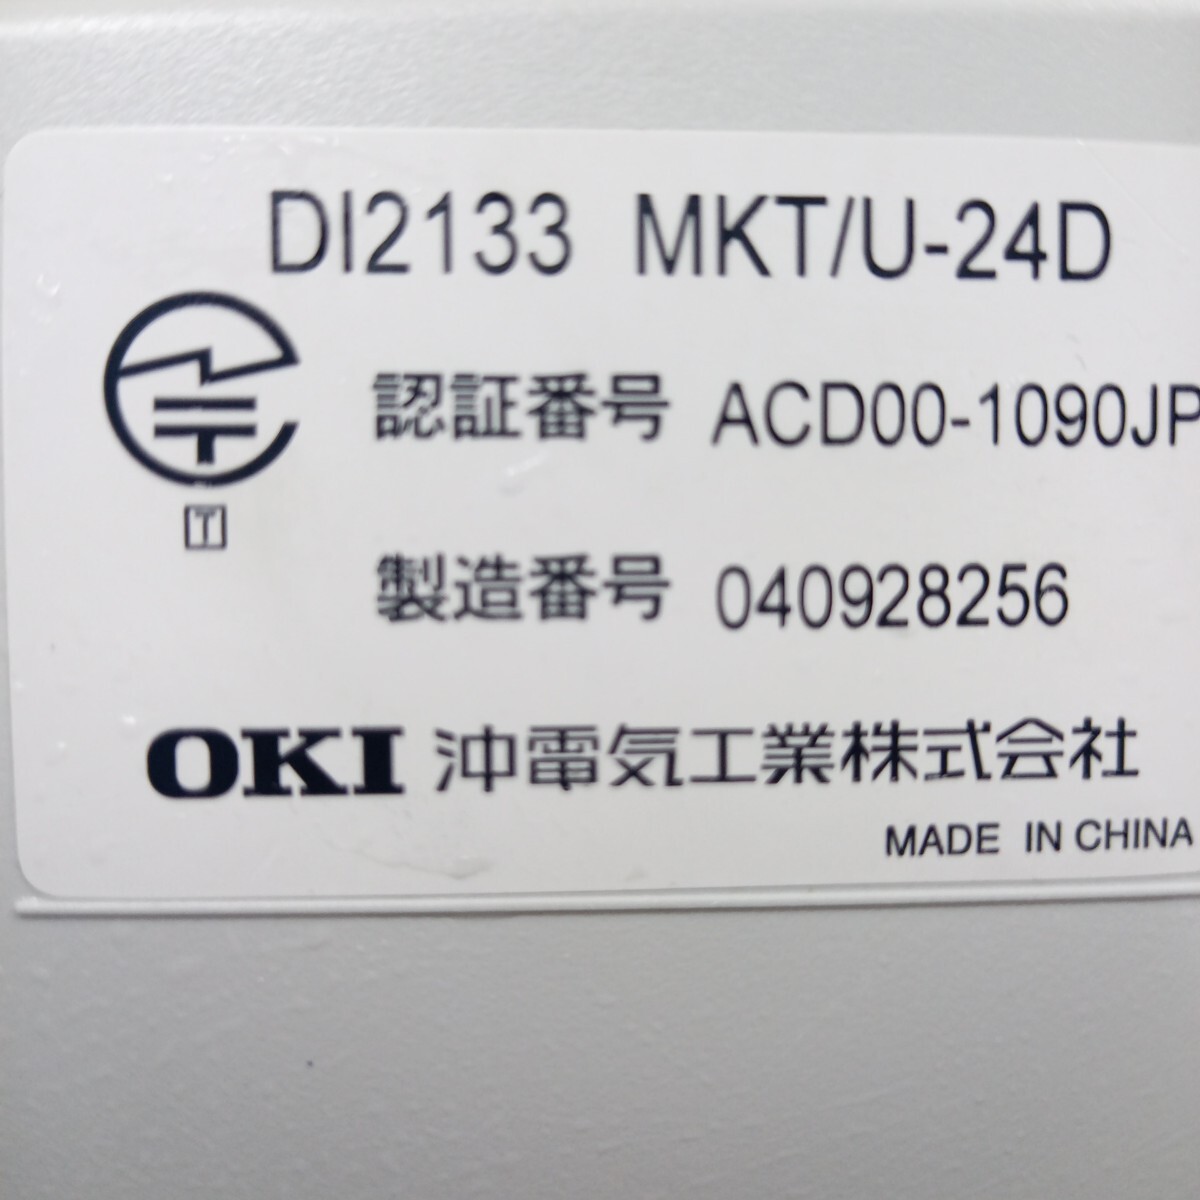 DI2133 MKT/U-24D
認証番号 ACD00-1090JP
T
製造番号 040928256
OKI 沖電気工業株式会社
MADE IN CHINA